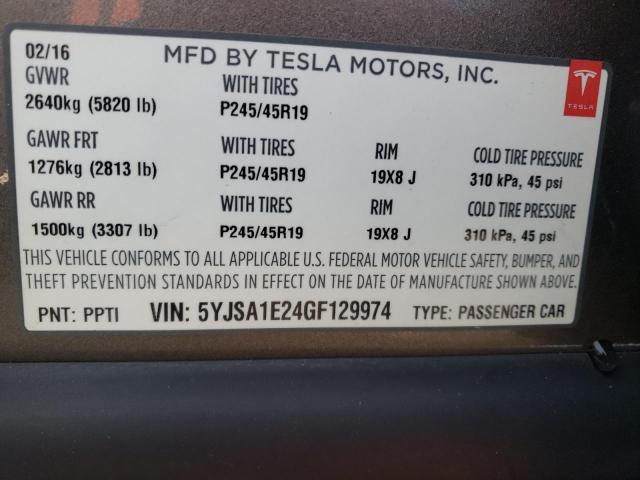 02/16 MFD BY TESLA MOTORS, INC.
GVWR WITH TIRES
2640kg (5820 lb) P245/45R19
TESLA
GAWR FRT WITH TIRES RIM COLD TIRE PRESSURE
1276kg (2813 lb) P245/45R19 19X8 J 310 kPa, 45 psi
GAWR RR WITH TIRES RIM COLD TIRE PRESSURE
1500kg (3307 lb) P245/45R19 19X8 J 310 kPa, 45 psi
THIS VEHICLE CONFORMS TO ALL APPLICABLE U.S. FEDERAL MOTOR VEHICLE SAFETY, BUMPER, AND
THEFT PREVENTION STANDARDS IN EFFECT ON THE DATE OF MANUFACTURE SHOWN ABOVE.
PNT: PPTI VIN: 5YJSA1E24GF129974 TYPE: PASSENGER CAR